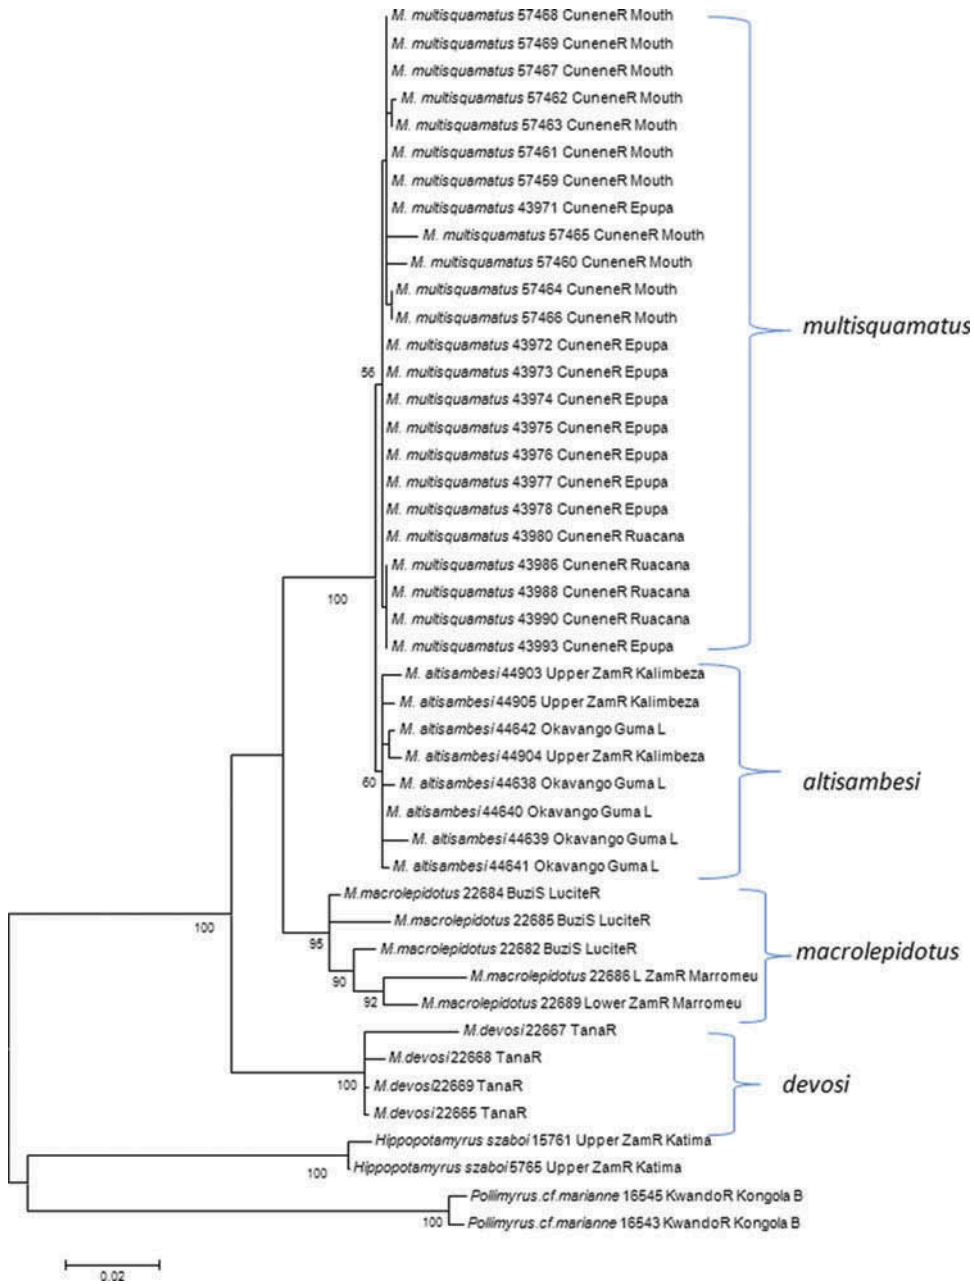 M. multisquamatus 57468 CuneneR Mouth
M. multisquamatus 57469 CuneneR Mouth
M. multisquamatus 57467 CuneneR Mouth
M. multisquamatus 57462 CuneneR Mouth
M. multisquamatus 57463 CuneneR Mouth
M. multisquamatus 57461 CuneneR Mouth
M. multisquamatus 57459 CuneneR Mouth
M. multisquamatus 43971 CuneneR Epupa
M. multisquamatus 57465 CuneneR Mouth
M. multisquamatus 57460 CuneneR Mouth
M. multisquamatus 57464 CuneneR Mouth
M. multisquamatus 57466 CuneneR Mouth
multisquamatus
M. multisquamatus 43972 CuneneR Epupa
56
M. multisquamatus 43973 CuneneR Epupa
M. multisquamatus 43974 CuneneR Epupa
M. multisquamatus 43975 CuneneR Epupa
M. multisquamatus 43976 CuneneR Epupa
M. multisquamatus 43977 CuneneR Epupa
M. multisquamatus 43978 CuneneR Epupa
M. multisquamatus 43980 CuneneR Ruacana
M. multisquamatus 43986 CuneneR Ruacana
100
M. multisquamatus 43988 CuneneR Ruacana
M. multisquamatus 43990 CuneneR Ruacana
M. multisquamatus 43993 CuneneR Epupa
M. altisambesi 44903 Upper ZamR Kalimbeza
M. altisambesi 44905 Upper ZamR Kalimbeza
M. altisambesi 44642 Okavango Guma L
M. altisambesi 44904 Upper ZamR Kalimbeza
60
M. altisambesi 44638 Okavango Guma L
altisambesi
M. altisambesi 44640 Okavango Guma L
M. altisambesi 44639 Okavango Guma L
M. altisambesi 44641 Okavango Guma L
M.macrolepidotus 22684 BuziS LuciteR
M.macrolepidotus 22685 BuziS LuciteR
100
95
M.macrolepidotus 22682 BuziS LuciteR
macrolepidotus
90
M.macrolepidotus 22686 L ZamR Marromeu
92
M.macrolepidotus 22689 Lower ZamR Marromeu
M.devosi 22667 TanaR
M.devosi 22668 TanaR
100
M.devosi 22669 TanaR
devosi
M.devosi 22665 TanaR
Hippopotamyrus szaboi 15761 Upper ZamR Katima
100
Hippopotamyrus szaboi 5765 Upper ZamR Katima
Pollimyrus.cf.marianne 16545 KwandoR Kongola B
100
Pollimyrus.cf.marianne 16543 KwandoR Kongola B
0.02